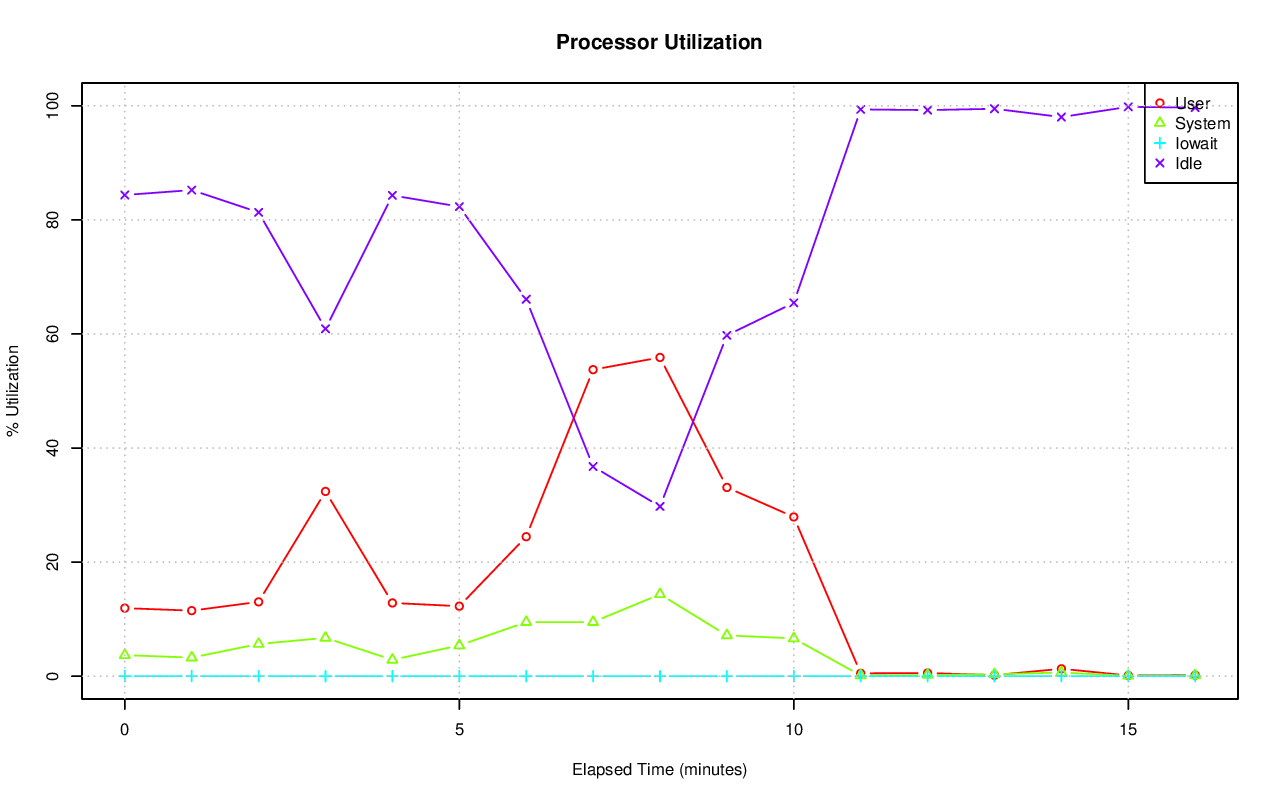 Processor Utilization
% Utilization
100
80
60
40
20
0
User
System
Iowait
Idle
0 5 10 15
Elapsed Time (minutes)